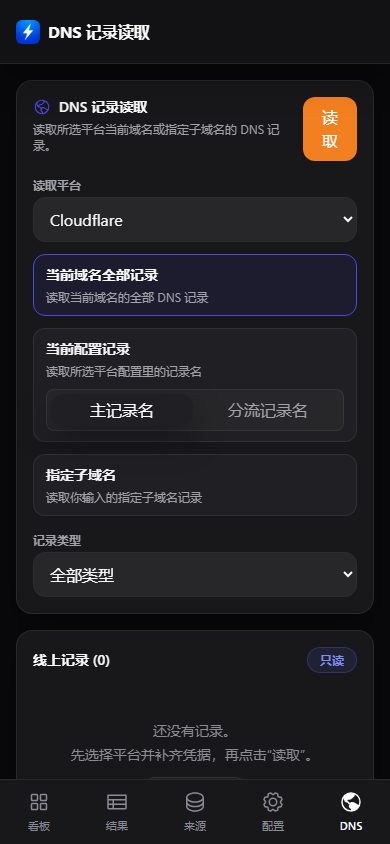 DNS 记录读取
DNS 记录读取
读取所选平台当前域名或指定子域名的 DNS 记
录。
读
取
读取平台
Cloudflare
当前域名全部记录
读取当前域名的全部 DNS 记录
当前配置记录
读取所选平台配置里的记录名
主记录名
分流记录名
指定子域名
读取你输入的指定子域名记录
记录类型
全部类型
线上记录 (0)
只读
还没有记录。
先选择平台并补齐凭据，再点击“读取”。
看板
结果
来源
配置
DNS